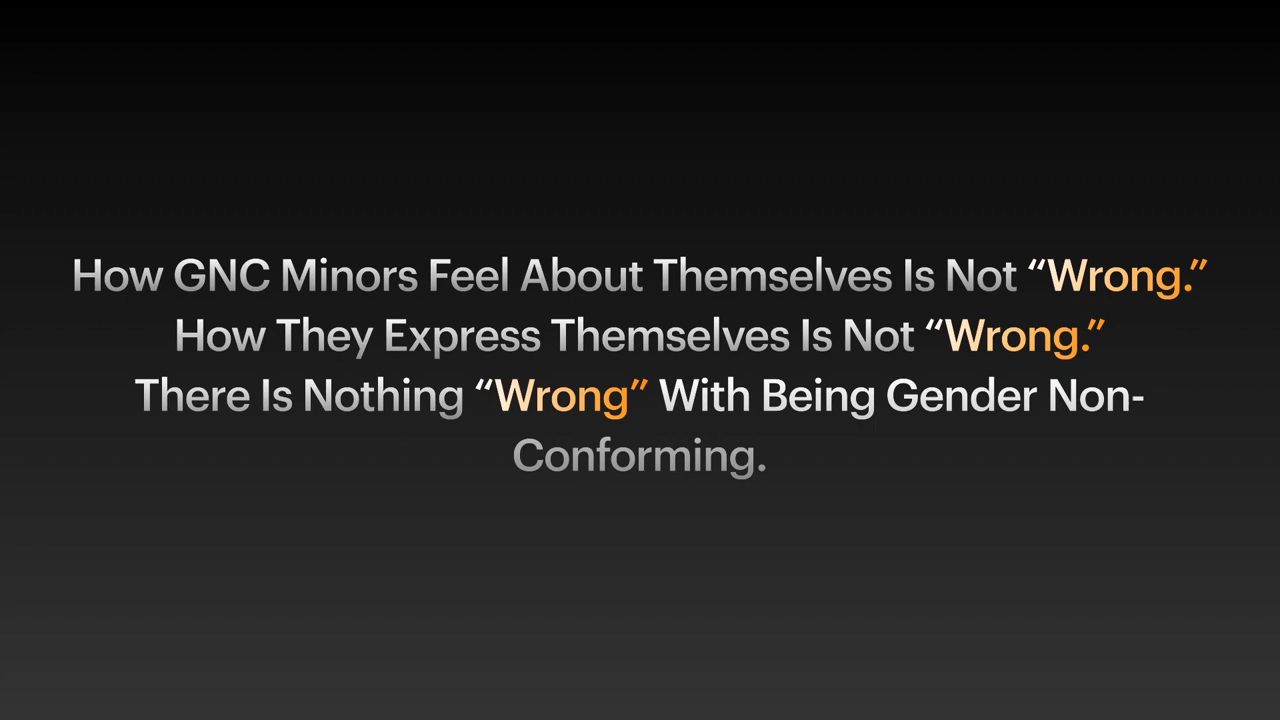 How GNC Minors Feel About Themselves Is Not “Wrong.”
How They Express Themselves Is Not “Wrong.”
There Is Nothing “Wrong” With Being Gender Non-
Conforming.